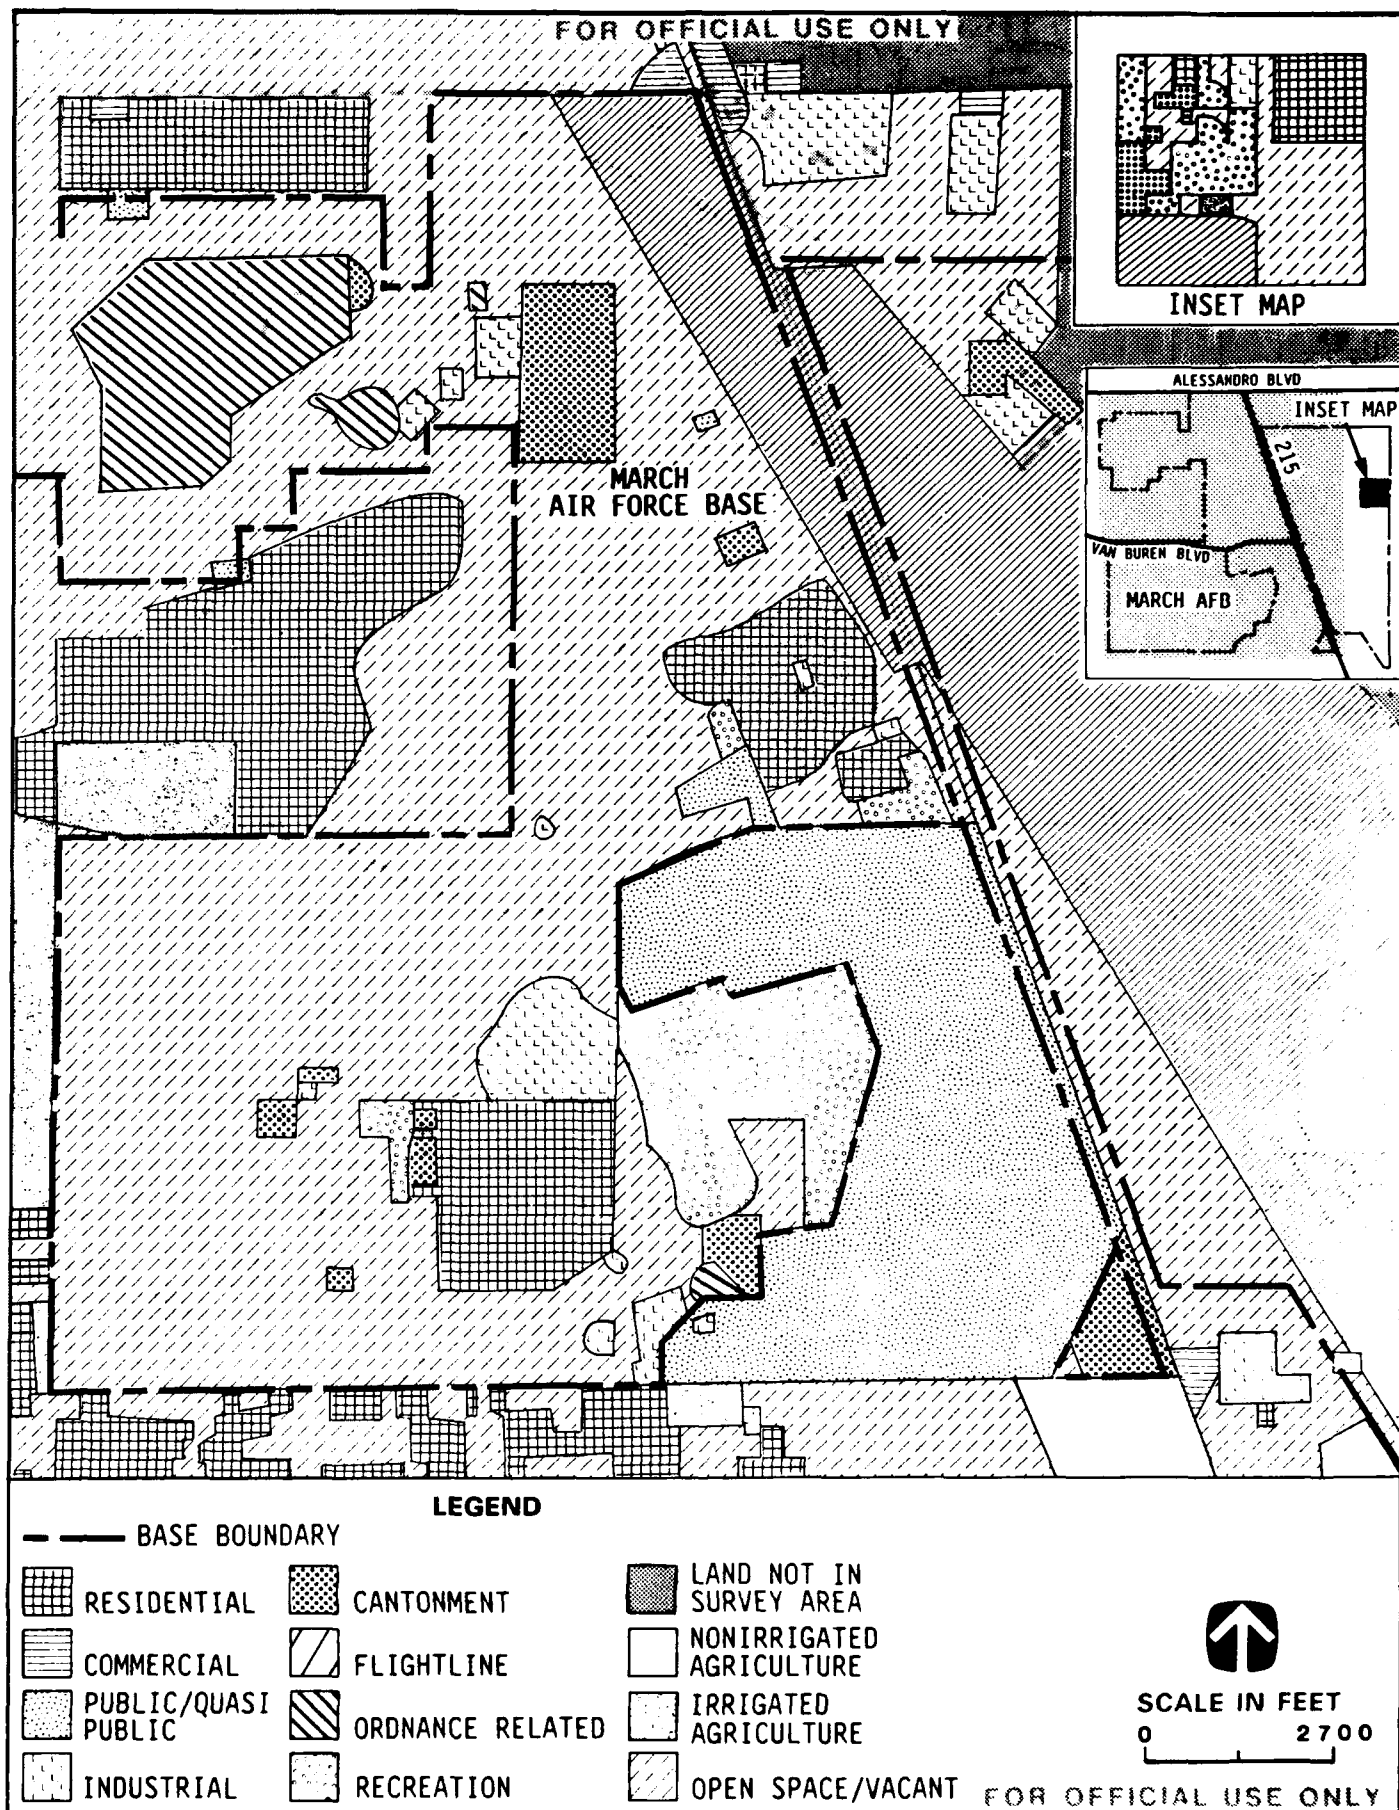 FOR OFFICIAL USE ONLY
INSET MAP
ALESSANDRO BLVD
INSET MAP
215
VAN BUREN BLVD
MARCH AFB
MARCH
AIR FORCE BASE
LEGEND
BASE BOUNDARY
RESIDENTIAL
COMMERCIAL
PUBLIC/QUASI
PUBLIC
INDUSTRIAL
CANTONMENT
FLIGHTLINE
ORDNANCE RELATED
RECREATION
LAND NOT IN
SURVEY AREA
NONIRRIGATED
AGRICULTURE
IRRIGATED
AGRICULTURE
OPEN SPACE/VACANT
SCALE IN FEET
0 2700
FOR OFFICIAL USE ONLY